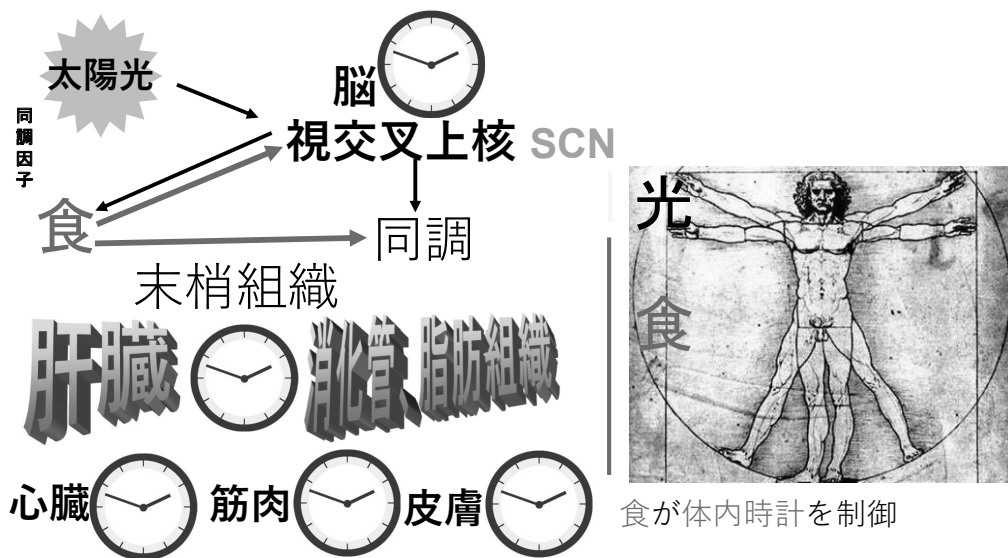 太陽光
脳
同調因子
視交叉上核 SCN
食
同調
末梢組織
肝臓
消化管、脂肪組織
心臓
筋肉
皮膚
光
食
食が体内時計を制御